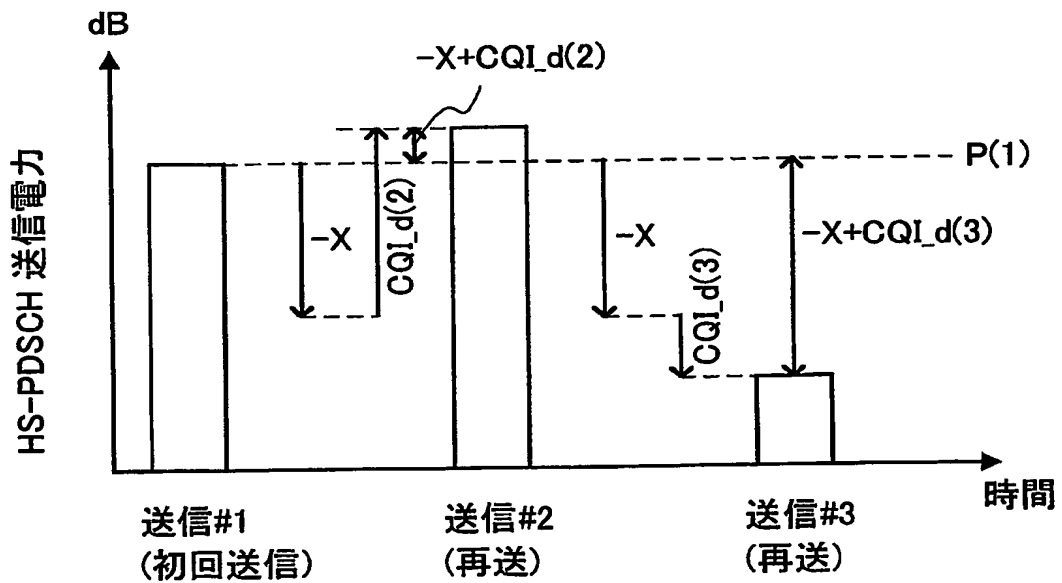 dB
HS-PDSCH 送信電力
-X+CQI_d(2)
P(1)
-X
CQI_d(2)
-X
CQI_d(3)
-X+CQI_d(3)
時間
送信#1
(初回送信)
送信#2
(再送)
送信#3
(再送)